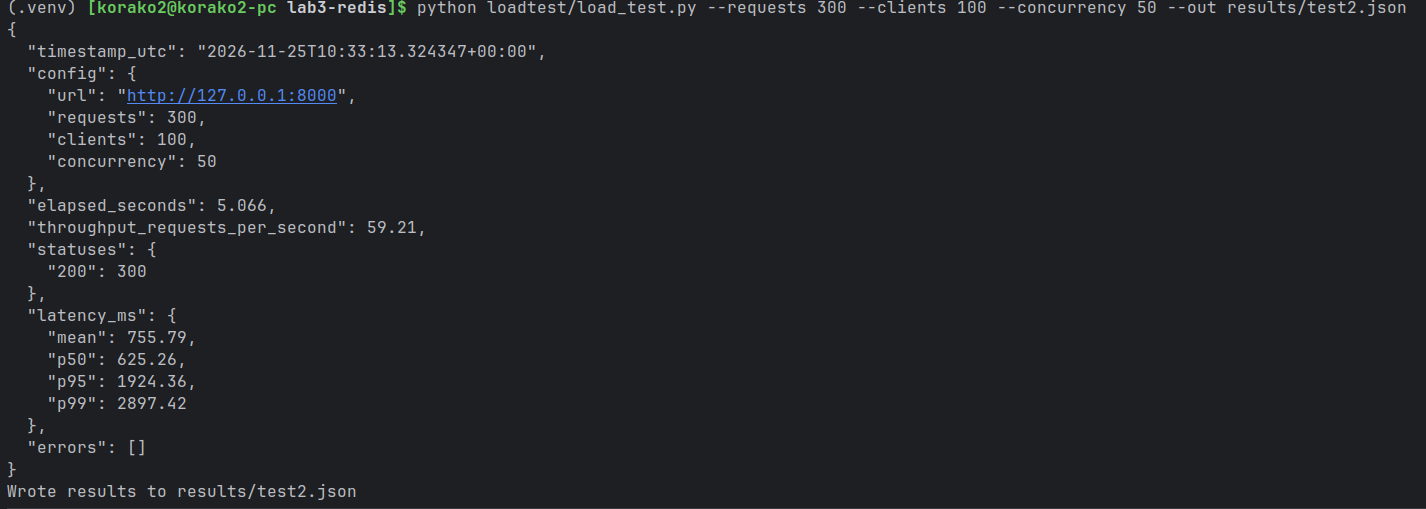 (.venv) [korako2@korako2-pc lab3-redis]$ python loadtest/load_test.py --requests 300 --clients 100 --concurrency 50 --out results/test2.json
{
  "timestamp_utc": "2026-11-25T10:33:13.324347+00:00",
  "config": {
    "url": "http://127.0.0.1:8000",
    "requests": 300,
    "clients": 100,
    "concurrency": 50
  },
  "elapsed_seconds": 5.066,
  "throughput_requests_per_second": 59.21,
  "statuses": {
    "200": 300
  },
  "latency_ms": {
    "mean": 755.79,
    "p50": 625.26,
    "p95": 1924.36,
    "p99": 2897.42
  },
  "errors": []
}
Wrote results to results/test2.json